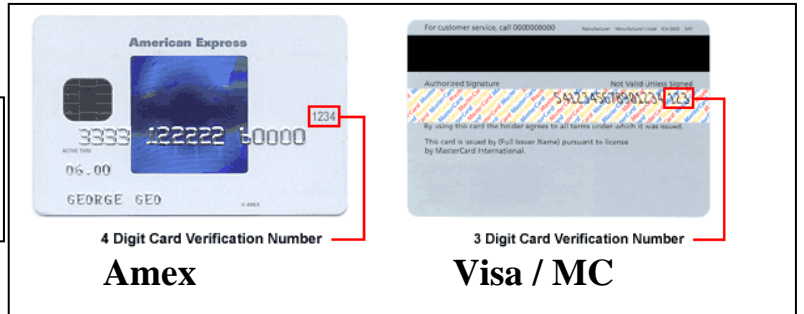 American Express
1234
3333 122222 60000
ACTIVE THRU
06.00
GEORGE GEO
© AMEX
4 Digit Card Verification Number
Amex
For customer service, call 0000000000
Authorized Signature
Not Valid Unless Signed
5412345678901234 123
By using this card the holder agrees to all terms under which it was issued.
This card is issued by (Full Issuer Name) pursuant to license
by MasterCard International.
3 Digit Card Verification Number
Visa / MC